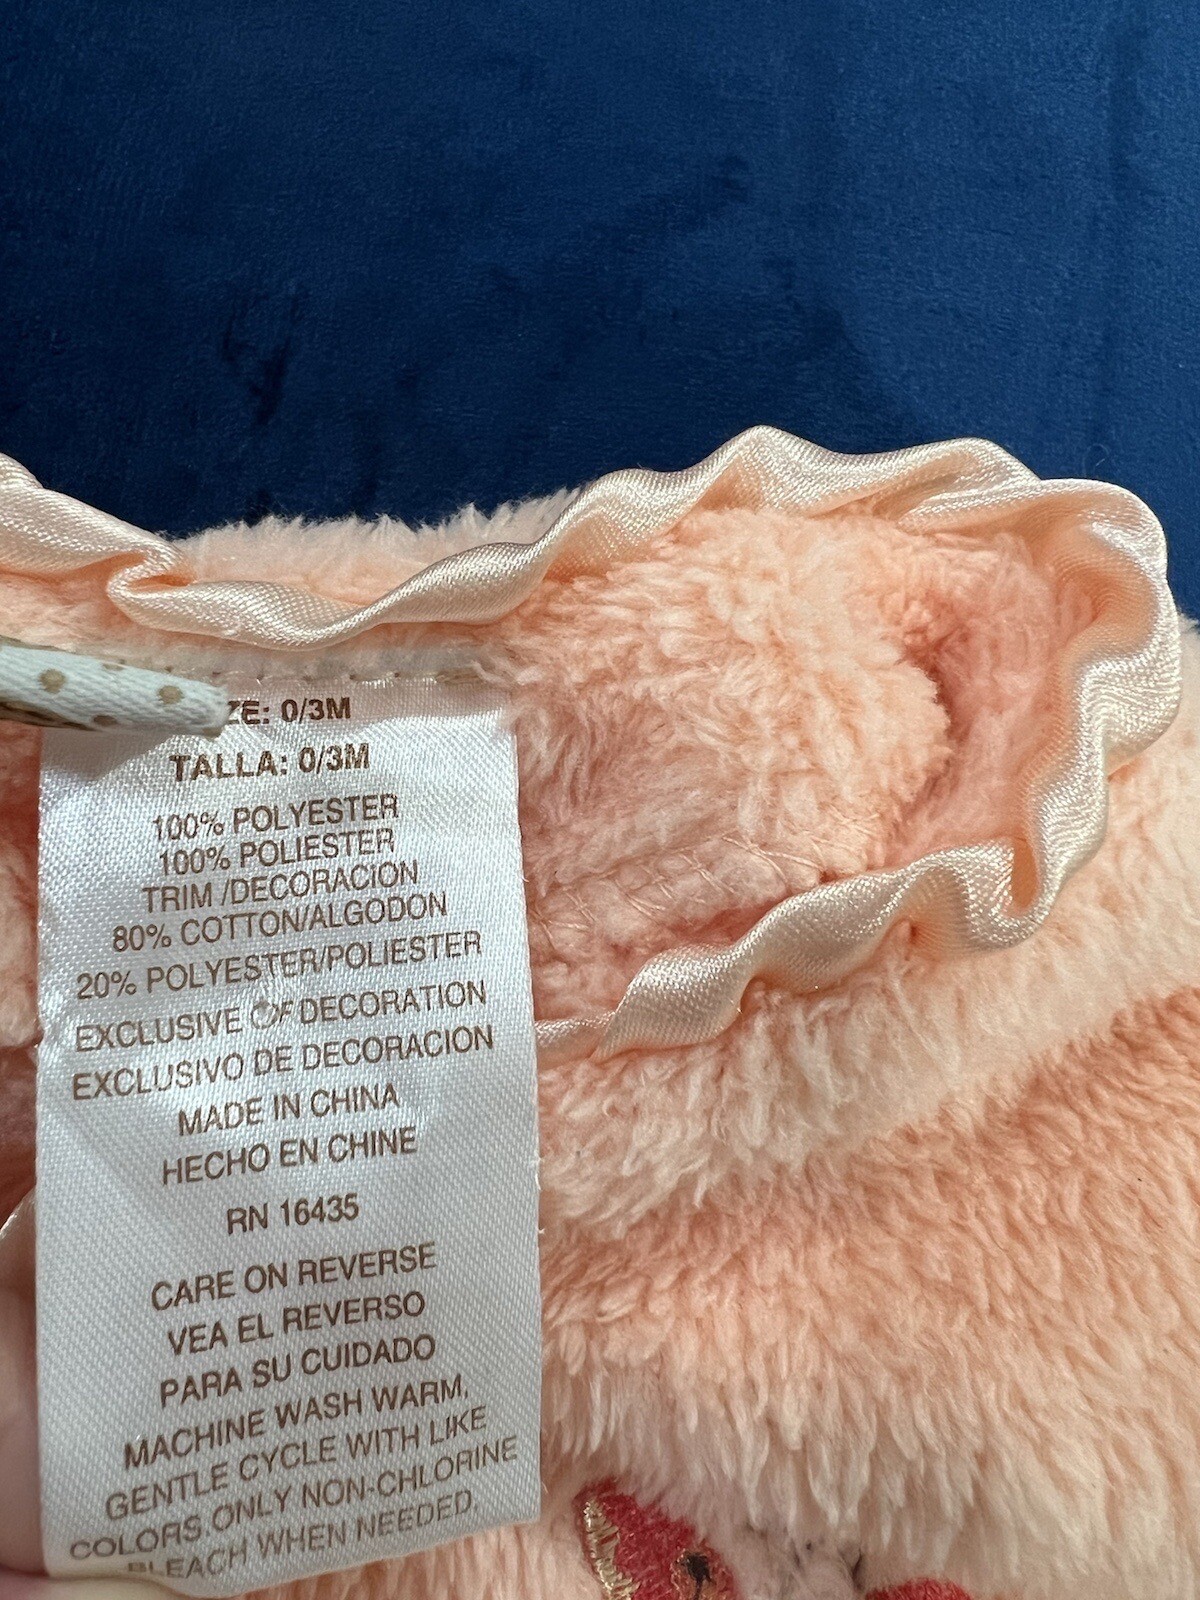 ZE: 0/3M
TALLA: 0/3M
100% POLYESTER
100% POLIESTER
TRIM /DECORACION
80% COTTON/ALGODON
20% POLYESTER/POLIESTER
EXCLUSIVE OF DECORATION
EXCLUSIVO DE DECORACION
MADE IN CHINA
HECHO EN CHINE
RN 16435
CARE ON REVERSE
VEA EL REVERSO
PARA SU CUIDADO
MACHINE WASH WARM,
GENTLE CYCLE WITH LIKE
COLORS ONLY NON-CHLORINE
BLEACH WHEN NEEDED.